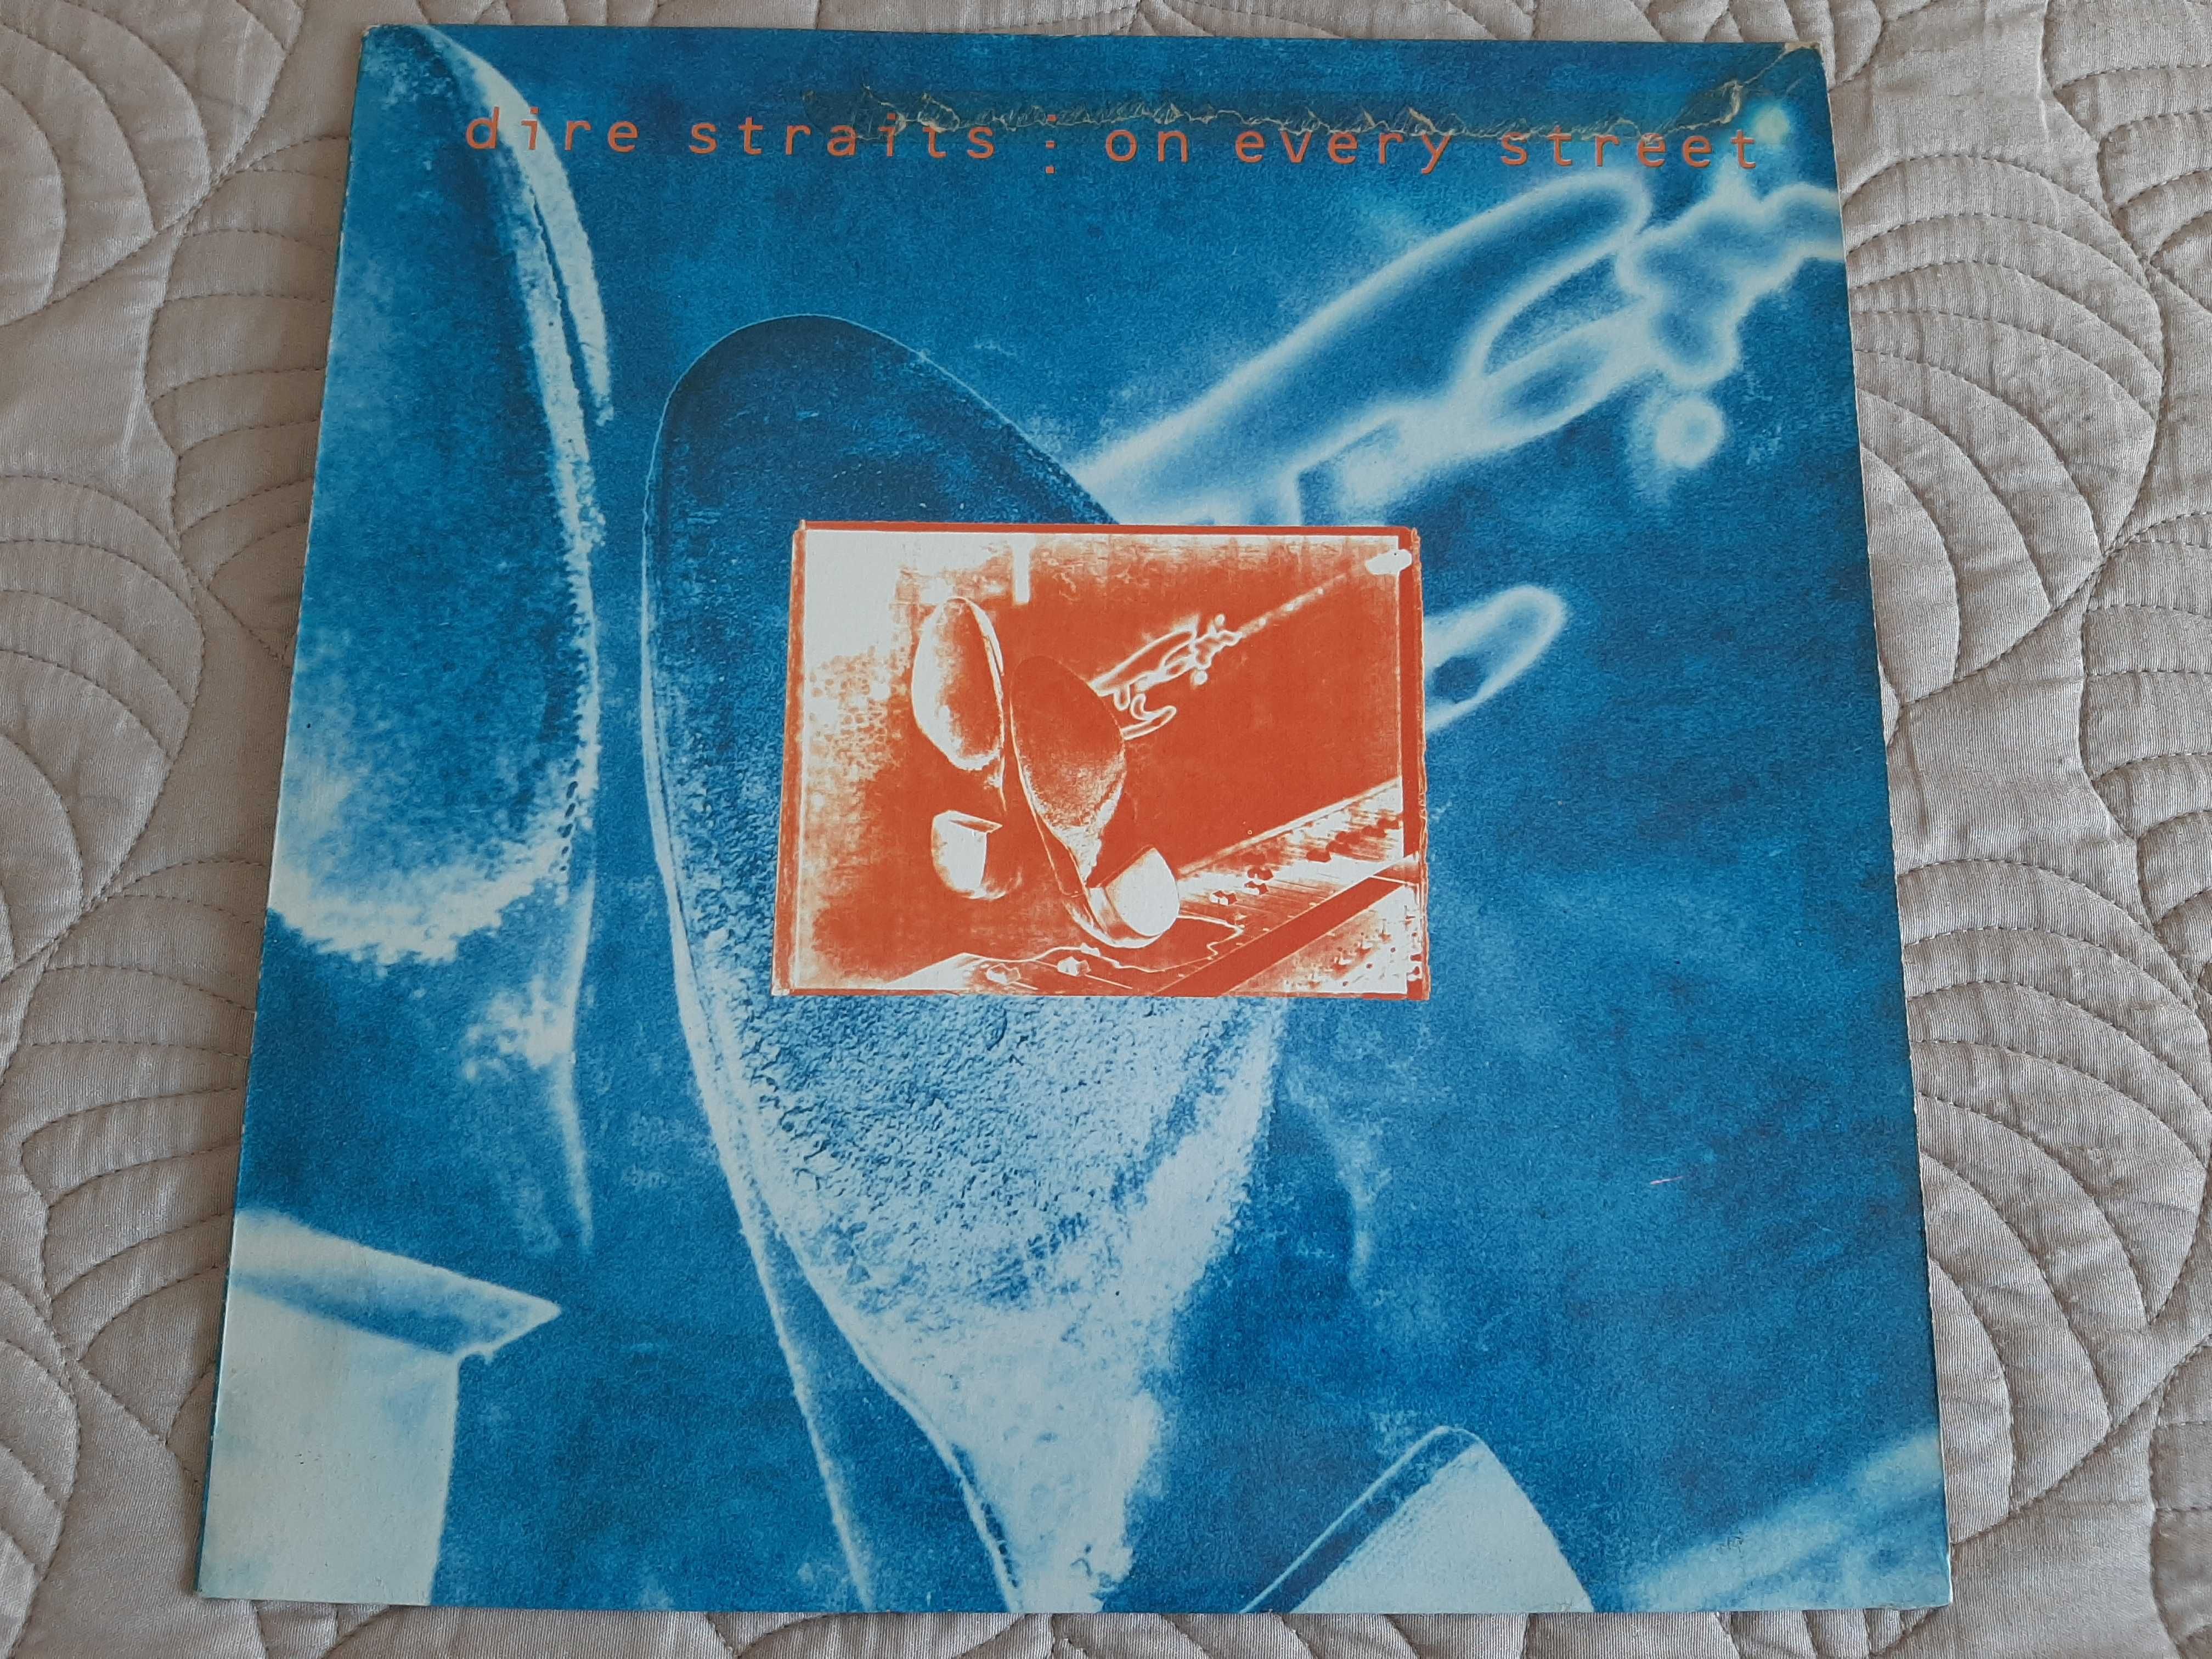 dire straits : on every street